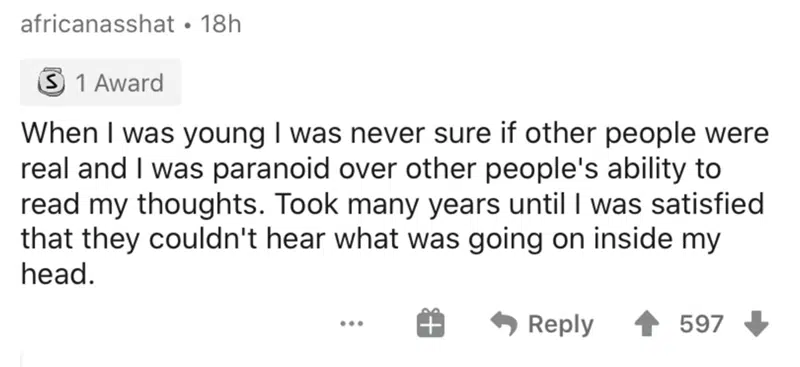 africanasshat • 18h
S 1 Award
When I was young I was never sure if other people were
real and I was paranoid over other people's ability to
read my thoughts. Took many years until I was satisfied
that they couldn't hear what was going on inside my
head.
... Reply 597